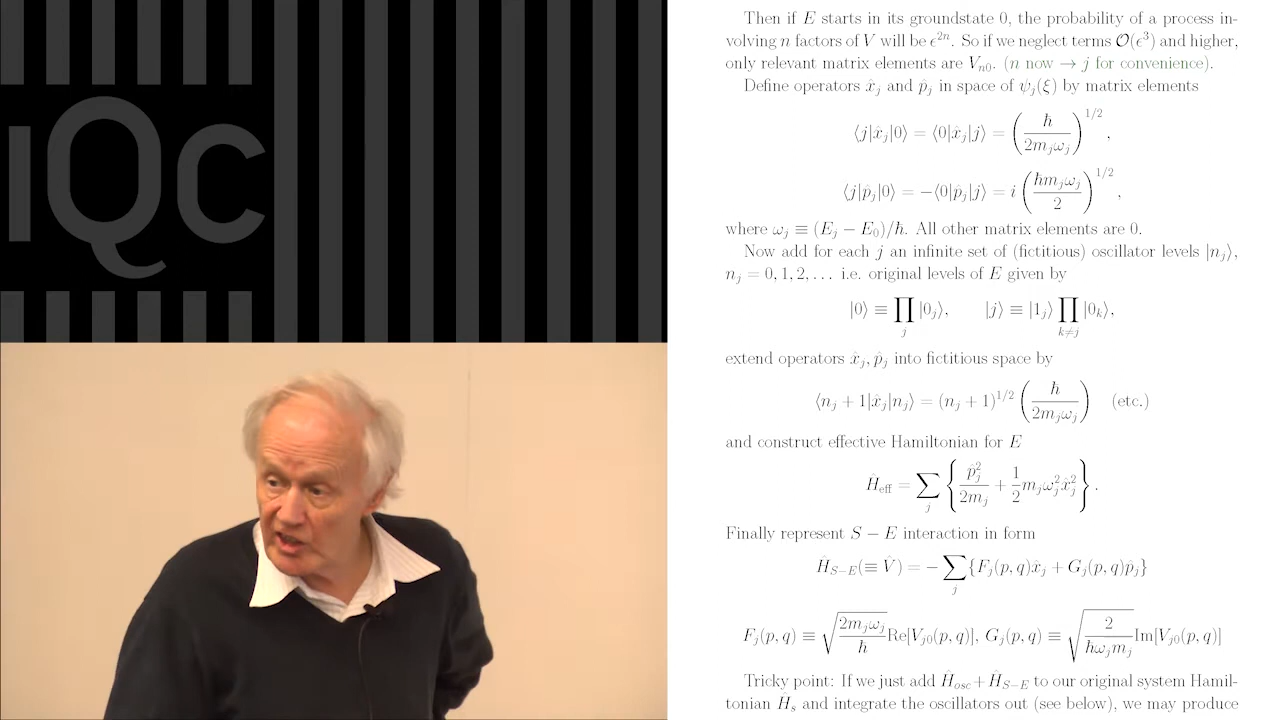 IQC
Then if E starts in its groundstate 0, the probability of a process in-
volving n factors of V will be ϵ^{2n}. So if we neglect terms 𝒪(ϵ^3) and higher,
only relevant matrix elements are V_{n0}. (n now → j for convenience).
Define operators x̂_j and p̂_j in space of ψ_j(ξ) by matrix elements
⟨j|x̂_j|0⟩ = ⟨0|x̂_j|j⟩ = (ħ / 2m_jω_j)^{1/2},
⟨j|p̂_j|0⟩ = −⟨0|p̂_j|j⟩ = i (ħm_jω_j / 2)^{1/2},
where ω_j ≡ (E_j − E_0)/ħ. All other matrix elements are 0.
Now add for each j an infinite set of (fictitious) oscillator levels |n_j⟩,
n_j = 0, 1, 2, . . . i.e. original levels of E given by
|0⟩ ≡ ∏_j |0_j⟩, |j⟩ ≡ |1_j⟩ ∏_{k≠j} |0_k⟩,
extend operators x̂_j, p̂_j into fictitious space by
⟨n_j + 1|x̂_j|n_j⟩ = (n_j + 1)^{1/2} (ħ / 2m_jω_j) (etc.)
and construct effective Hamiltonian for E
Ĥ_eff = ∑_j {p̂_j^2 / 2m_j + 1/2 m_jω_j^2x̂_j^2}.
Finally represent S − E interaction in form
Ĥ_{S−E}(≡ V̂) = − ∑_j {F_j(p, q)x̂_j + G_j(p, q)p̂_j}
F_j(p, q) ≡ √(2m_jω_j / ħ) Re[V_{j0}(p, q)], G_j(p, q) ≡ √(2 / ħω_jm_j) Im[V_{j0}(p, q)]
Tricky point: If we just add Ĥ_{osc} + Ĥ_{S−E} to our original system Hamil-
tonian Ĥ_s and integrate the oscillators out (see below), we may produce